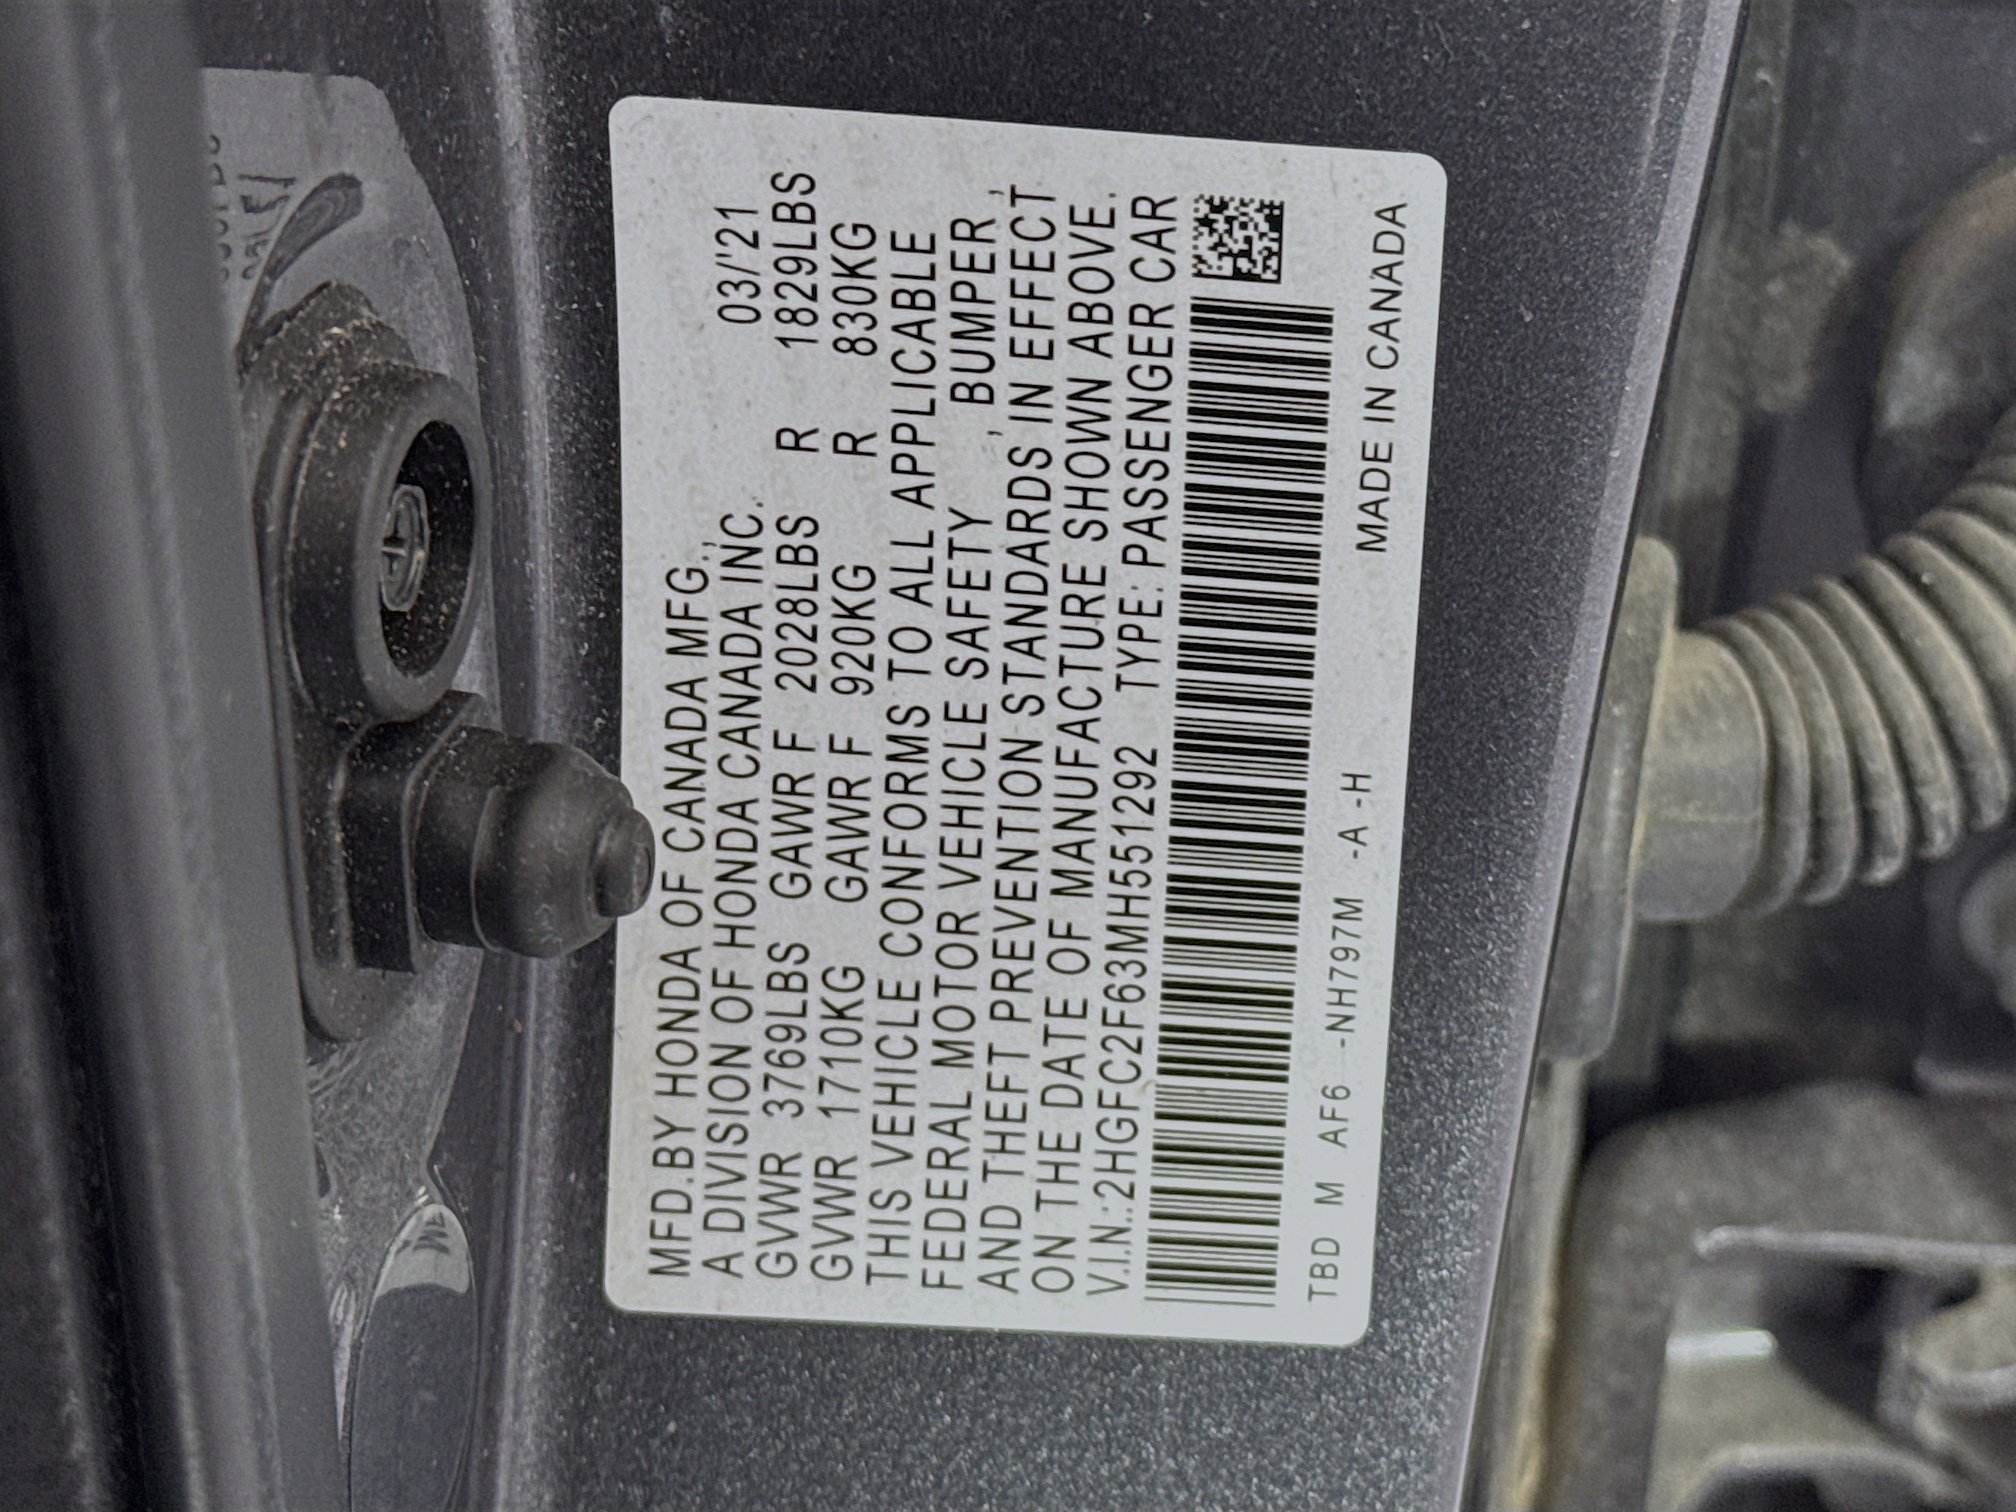 MFD.BY HONDA OF CANADA MFG.,
A DIVISION OF HONDA CANADA INC. 03/'21
GVWR 3769LBS GAWR F 2028LBS R 1829LBS
GVWR 1710KG GAWR F 920KG R 830KG
THIS VEHICLE CONFORMS TO ALL APPLICABLE
FEDERAL MOTOR VEHICLE SAFETY , BUMPER ,
AND THEFT PREVENTION STANDARDS IN EFFECT
ON THE DATE OF MANUFACTURE SHOWN ABOVE.
V.I.N.:2HGFC2F63MH551292 TYPE: PASSENGER CAR
TBD M AF6 -NH797M -A -H MADE IN CANADA